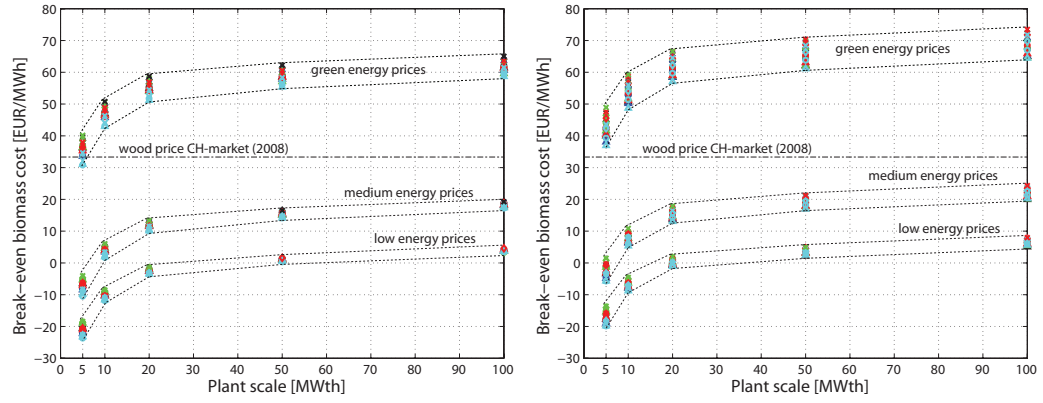 80
70
60
50
40
30
20
10
0
−10
−20
−30
Break−even biomass cost [EUR/MWh]
green energy prices
wood price CH-market (2008)
medium energy prices
low energy prices
0 5 10 20 30 40 50 60 70 80 90 100
Plant scale [MWth]
80
70
60
50
40
30
20
10
0
−10
−20
−30
Break−even biomass cost [EUR/MWh]
green energy prices
wood price CH-market (2008)
medium energy prices
low energy prices
0 5 10 20 30 40 50 60 70 80 90 100
Plant scale [MWth]